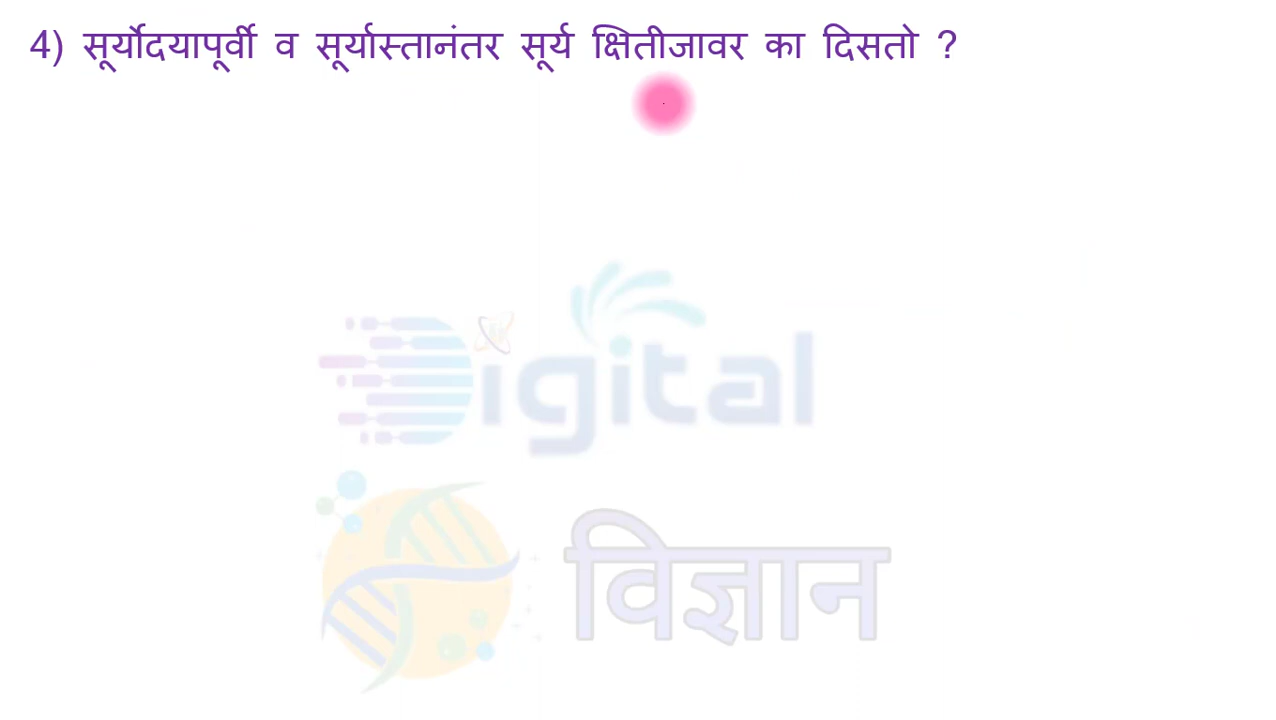 4) सूर्योदयापूर्वी व सूर्यास्तानंतर सूर्य क्षितीजावर का दिसतो ?
Digital
विज्ञान